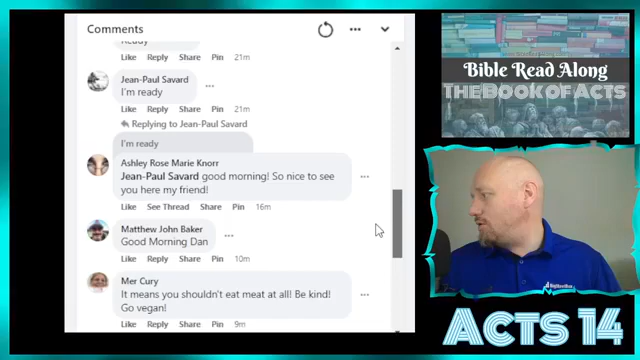 Comments
Ready
Like Reply Share Pin 21m
Jean-Paul Savard
I'm ready
Like Reply Share Pin 21m
Replying to Jean-Paul Savard
I'm ready
Ashley Rose Marie Knorr
Jean-Paul Savard good morning! So nice to see
you here my friend!
Like See Thread Share Pin 16m
Matthew John Baker
Good Morning Dan
Like Reply Share Pin 10m
Mer Cury
It means you shouldn't eat meat at all! Be kind!
Go vegan!
Like Reply Share Pin 9m
Bible Read Along
THE BOOK OF ACTS
ACTS 14